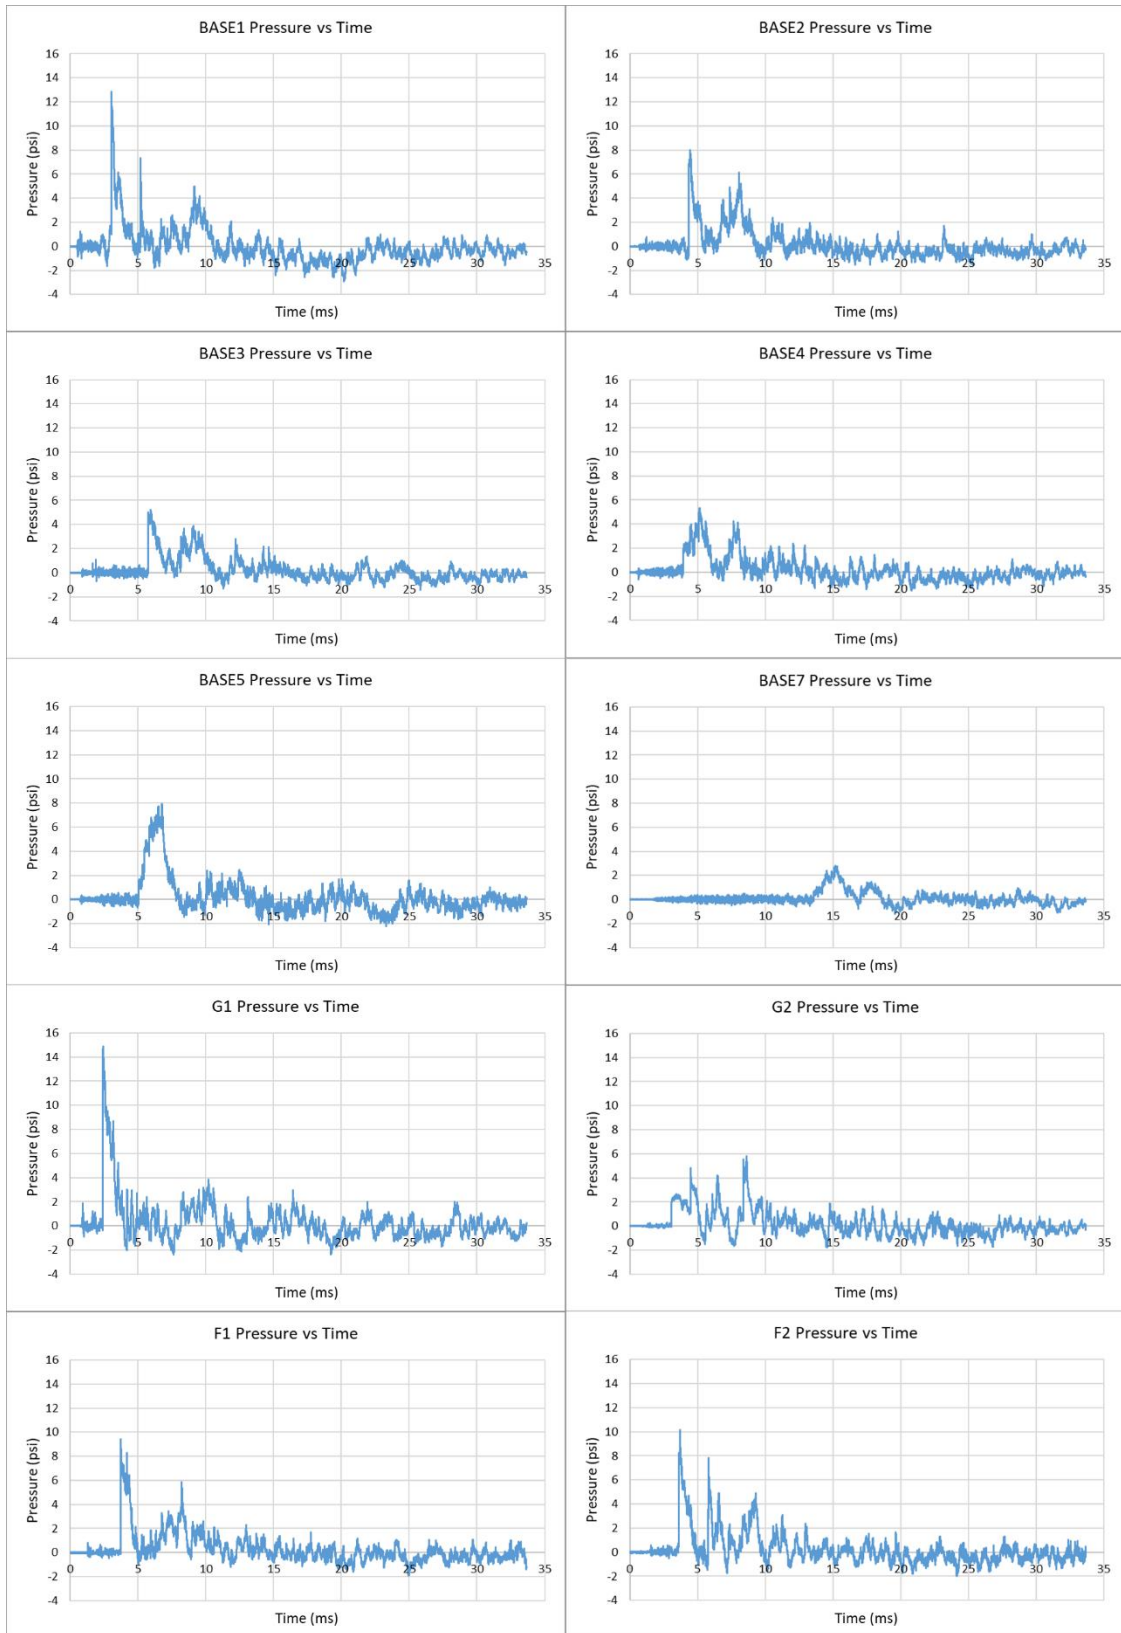 BASE1 Pressure vs Time
16
14
12
10
8
6
4
2
0
-2
-4
0 5 10 15 20 25 30 35
Pressure (psi)
Time (ms)
BASE2 Pressure vs Time
16
14
12
10
8
6
4
2
0
-2
-4
0 5 10 15 20 25 30 35
Pressure (psi)
Time (ms)
BASE3 Pressure vs Time
16
14
12
10
8
6
4
2
0
-2
-4
0 5 10 15 20 25 30 35
Pressure (psi)
Time (ms)
BASE4 Pressure vs Time
16
14
12
10
8
6
4
2
0
-2
-4
0 5 10 15 20 25 30 35
Pressure (psi)
Time (ms)
BASE5 Pressure vs Time
16
14
12
10
8
6
4
2
0
-2
-4
0 5 10 15 20 25 30 35
Pressure (psi)
Time (ms)
BASE7 Pressure vs Time
16
14
12
10
8
6
4
2
0
-2
-4
0 5 10 15 20 25 30 35
Pressure (psi)
Time (ms)
G1 Pressure vs Time
16
14
12
10
8
6
4
2
0
-2
-4
0 5 10 15 20 25 30 35
Pressure (psi)
Time (ms)
G2 Pressure vs Time
16
14
12
10
8
6
4
2
0
-2
-4
0 5 10 15 20 25 30 35
Pressure (psi)
Time (ms)
F1 Pressure vs Time
16
14
12
10
8
6
4
2
0
-2
-4
0 5 10 15 20 25 30 35
Pressure (psi)
Time (ms)
F2 Pressure vs Time
16
14
12
10
8
6
4
2
0
-2
-4
0 5 10 15 20 25 30 35
Pressure (psi)
Time (ms)